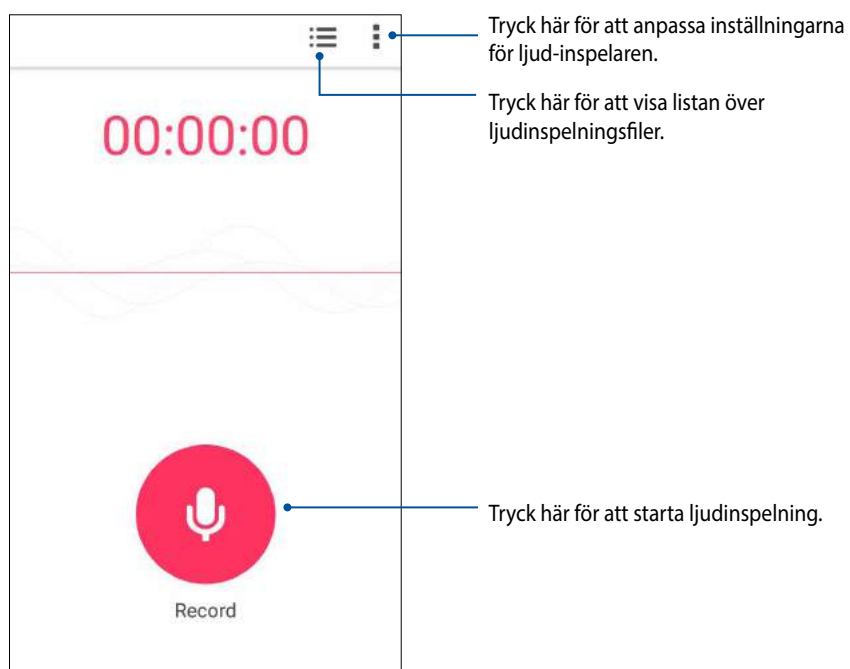 Tryck här för att anpassa inställningarna
för ljud-inspelaren.
Tryck här för att visa listan över
ljudinspelningsfiler.
00:00:00
Tryck här för att starta ljudinspelning.
Record